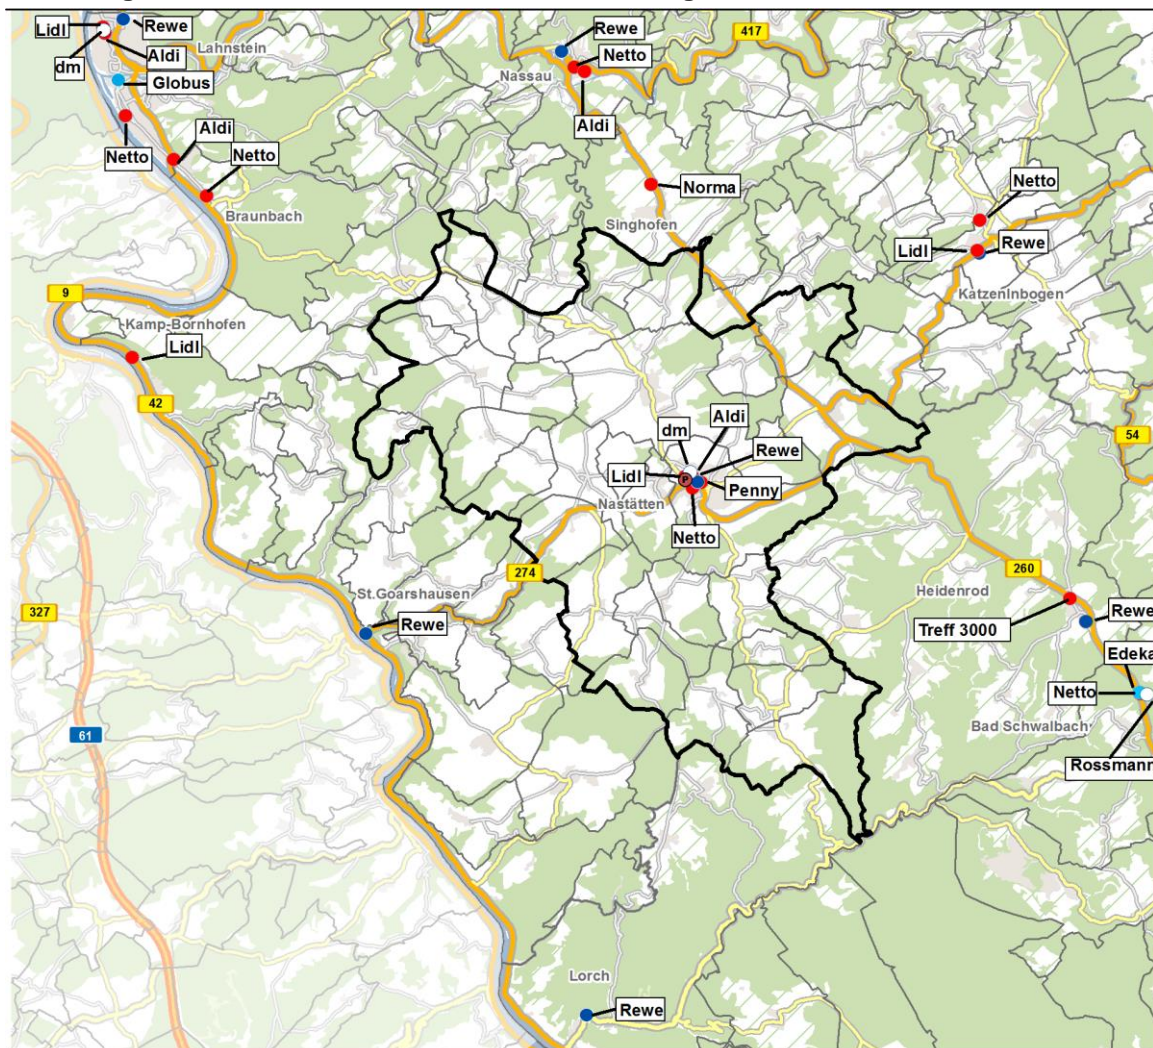 Lidl
Rewe
Lahnstein
dm
Aldi
Globus
Netto
Aldi
Netto
Braunbach
Rewe
417
Netto
Nassau
Aldi
Norma
Singhofen
Netto
Lidl
Rewe
Katzenlnbogen
9
Kamp-Bornhofen
Lidl
42
54
dm
Aldi
Rewe
Lidl
P
Penny
Nastätten
Netto
274
260
St.Goarshausen
Heidenrod
327
Rewe
Treff 3000
Rewe
Edeka
Netto
Bad Schwalbach
61
Rossmann
Lorch
Rewe